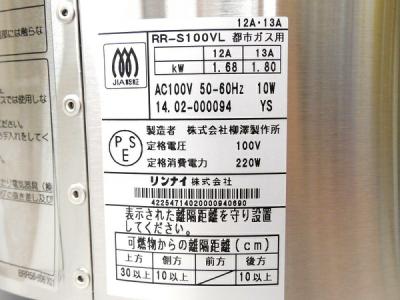 12A・13A
RR-S100VL 都市ガス用
12A 13A
kW 1.68 1.80
JIA
AC100V 50-60Hz 10W
14.02-000094 YS
PSE
製造者 株式会社柳澤製作所
定格電圧 100V
定格消費電力 220W
リンナイ株式会社
42254714020000940690
表示された離隔距離を守り設置
してください。
可燃物からの離隔距離(cm)
上方 側方 前方 後方
30以上 10以上 10以上